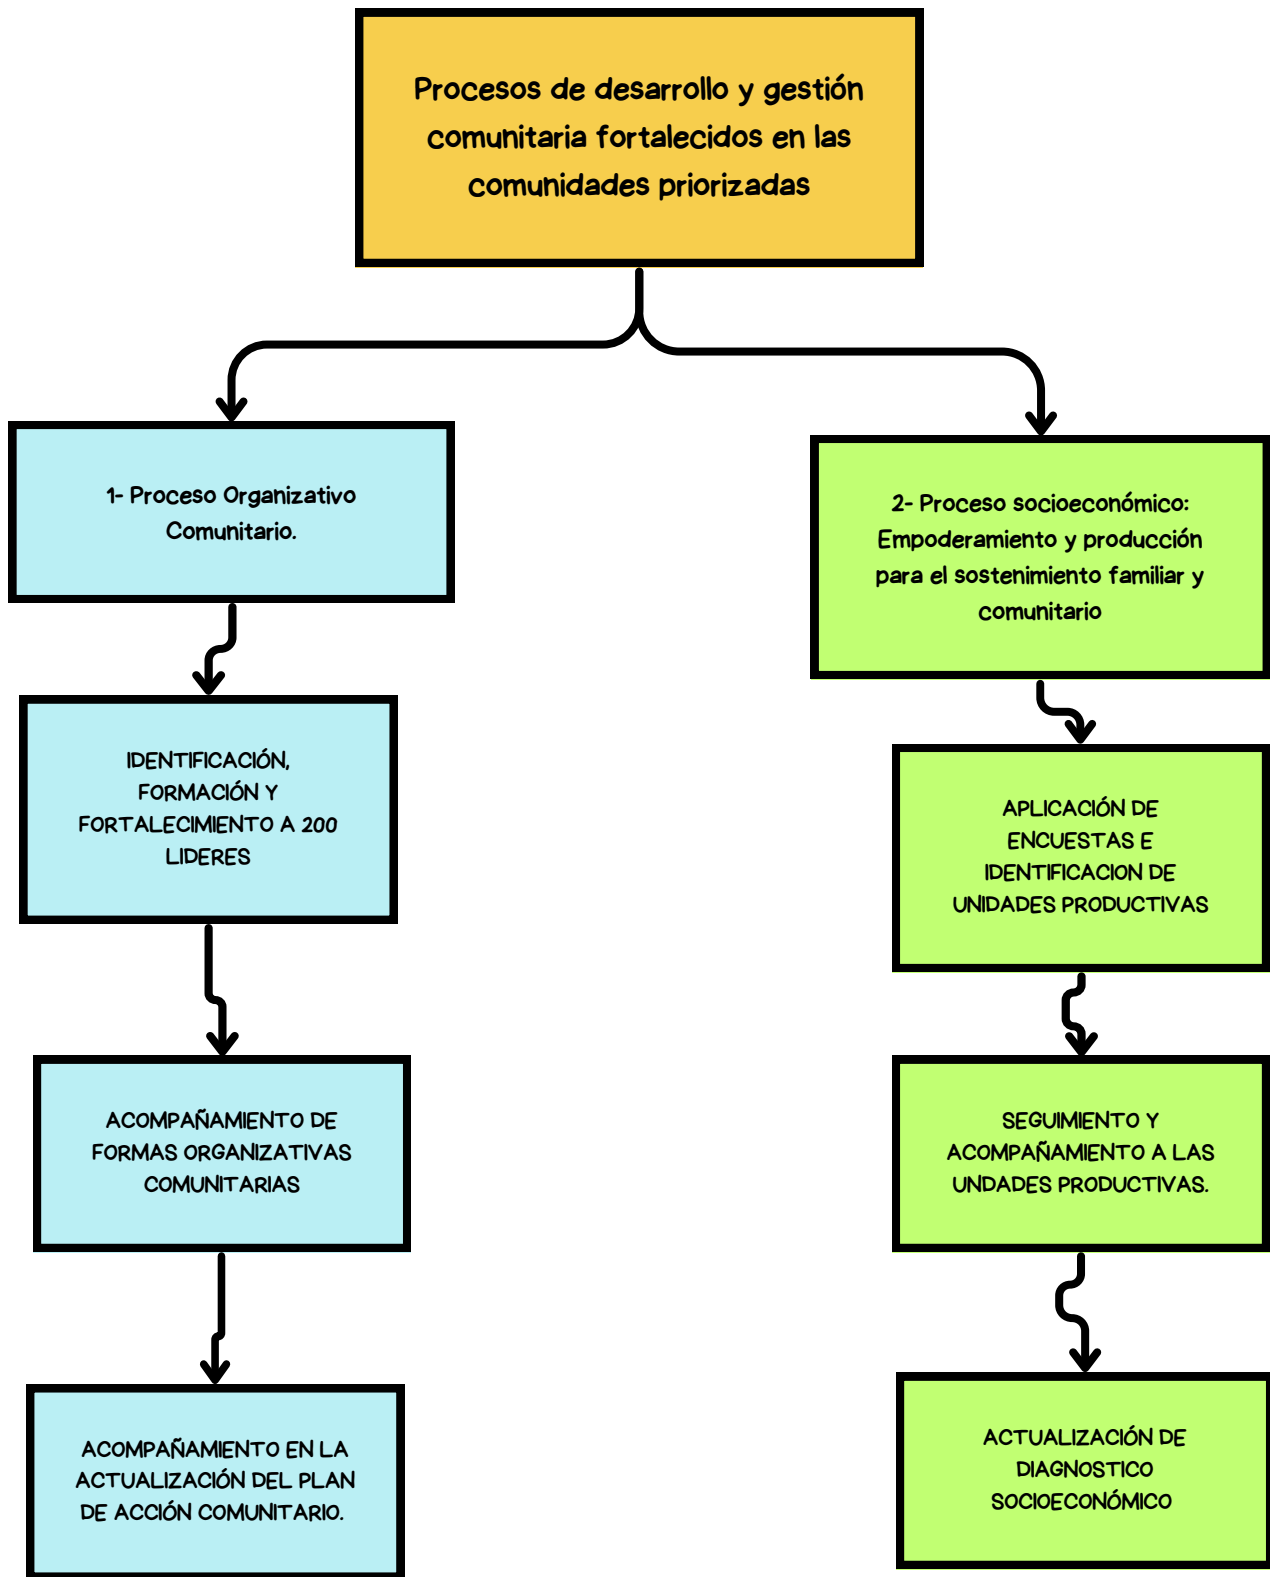 Procesos de desarrollo y gestión
comunitaria fortalecidos en las
comunidades priorizadas
1- Proceso Organizativo
Comunitario.
2- Proceso socioeconómico:
Empoderamiento y producción
para el sostenimiento familiar y
comunitario
IDENTIFICACIÓN,
FORMACIÓN Y
FORTALECIMIENTO A 200
LIDERES
APLICACIÓN DE
ENCUESTAS E
IDENTIFICACION DE
UNIDADES PRODUCTIVAS
ACOMPAÑAMIENTO DE
FORMAS ORGANIZATIVAS
COMUNITARIAS
SEGUIMIENTO Y
ACOMPAÑAMIENTO A LAS
UNDADES PRODUCTIVAS.
ACOMPAÑAMIENTO EN LA
ACTUALIZACIÓN DEL PLAN
DE ACCIÓN COMUNITARIO.
ACTUALIZACIÓN DE
DIAGNOSTICO
SOCIOECONÓMICO